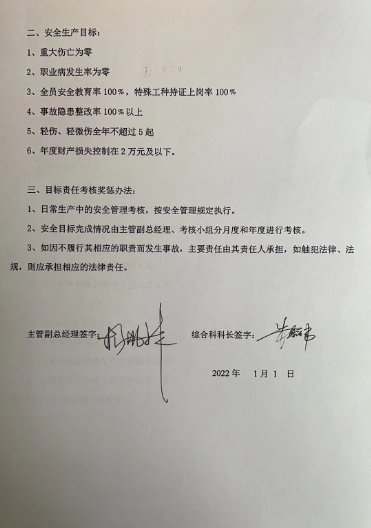 二、安全生产目标：
1、重大伤亡为零
2、职业病发生率为零
3、全员安全教育率 100%，特殊工种持证上岗率 100%
4、事故隐患整改率 100%以上
5、轻伤、轻微伤全年不超过 5 起
6、年度财产损失控制在 2 万元及以下。
三、目标责任考核奖惩办法：
1、日常生产中的安全管理考核，按安全管理规定执行。
2、安全目标完成情况由主管副总经理、考核小组分月度和年度进行考核。
3、如因不履行其相应的职责而发生事故，主要责任由其责任人承担，如触犯法律、法
规，则应承担相应的法律责任。
主管副总经理签字： 综合科科长签字：
2022 年 1 月 1 日